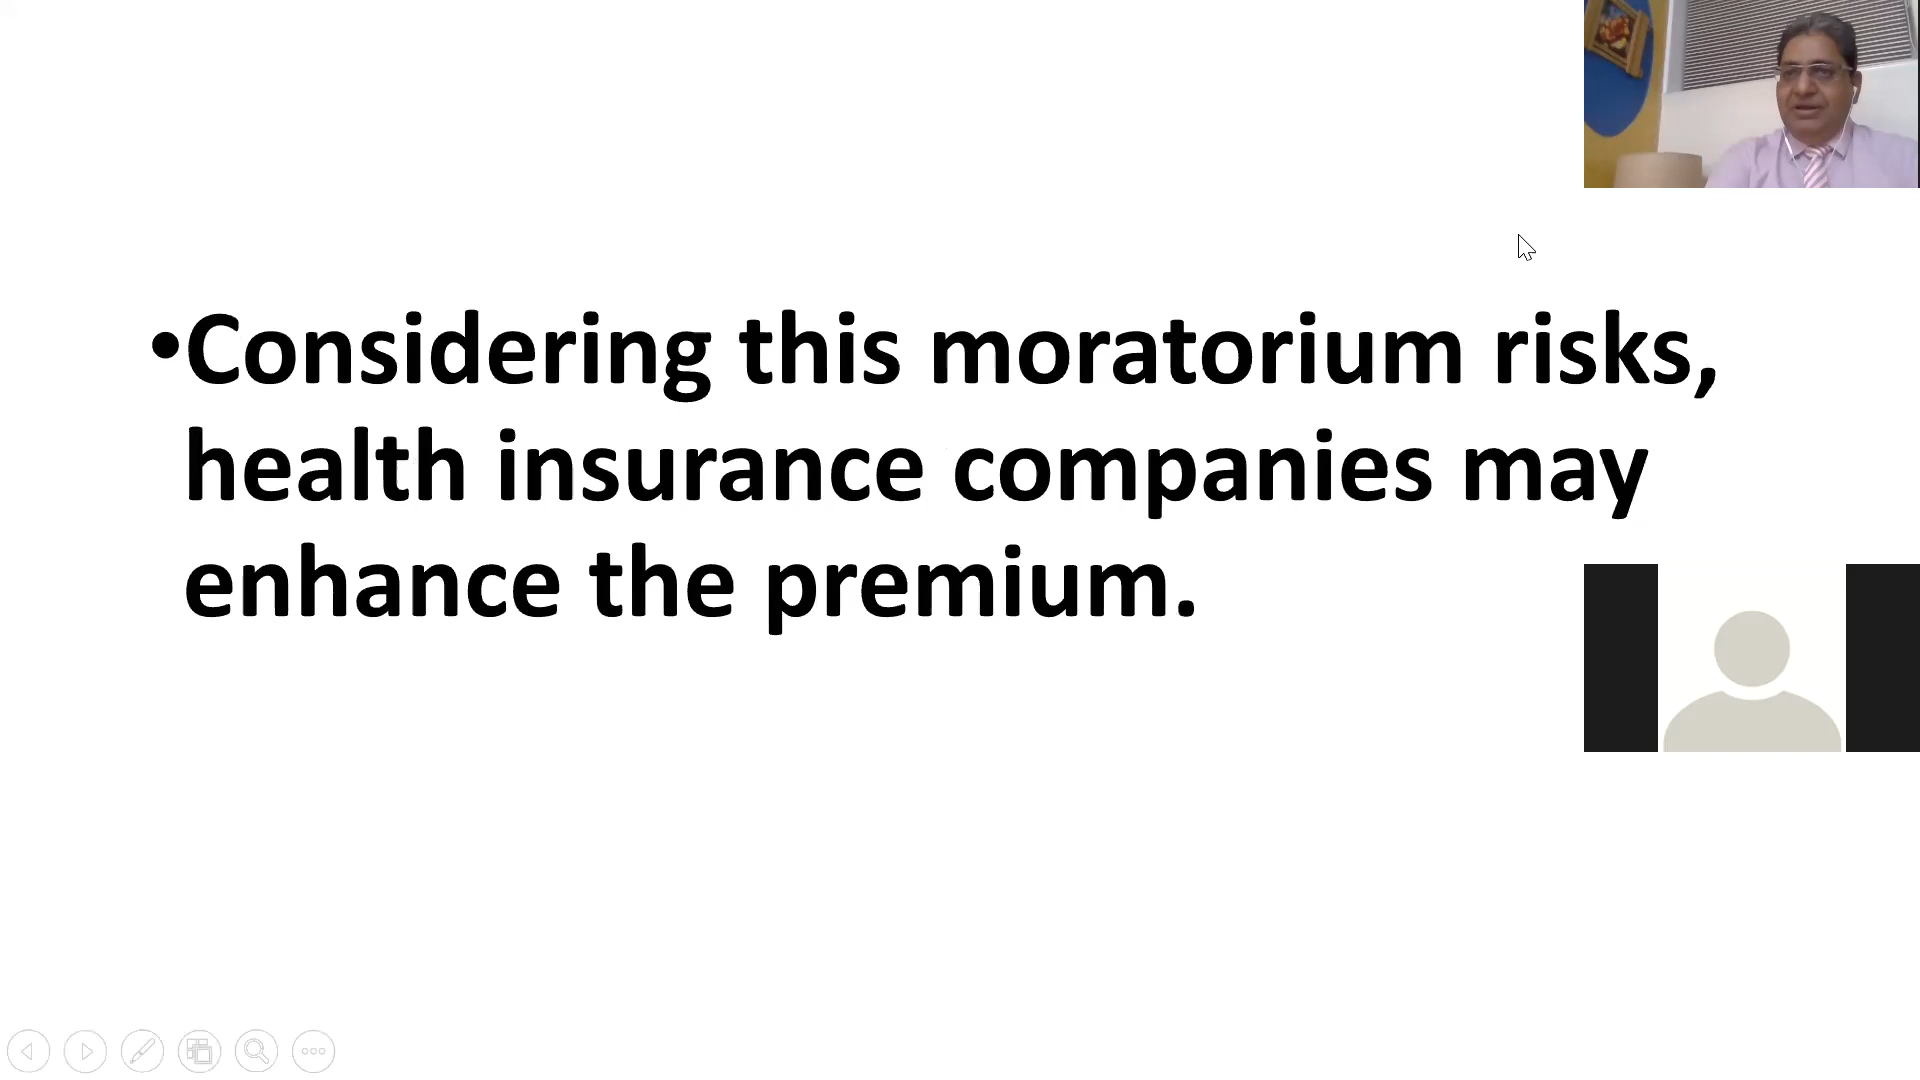 •Considering this moratorium risks,
health insurance companies may
enhance the premium.